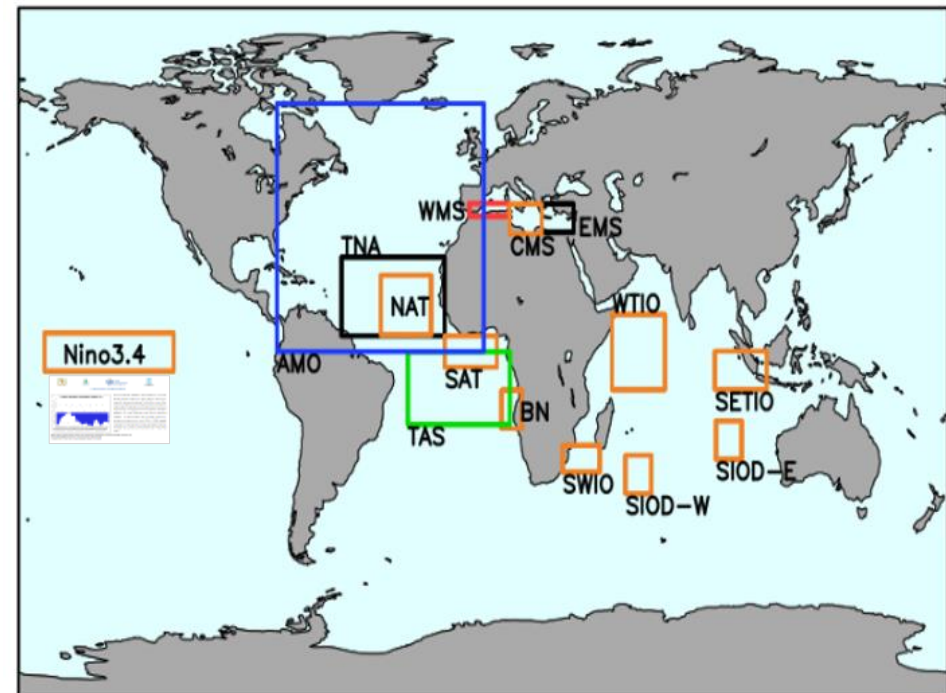 WMS
EMS
CMS
TNA
NAT
WTIO
Nino3.4
AMO
SAT
SETIO
BN
TAS
SWIO
SIOD-E
SIOD-W